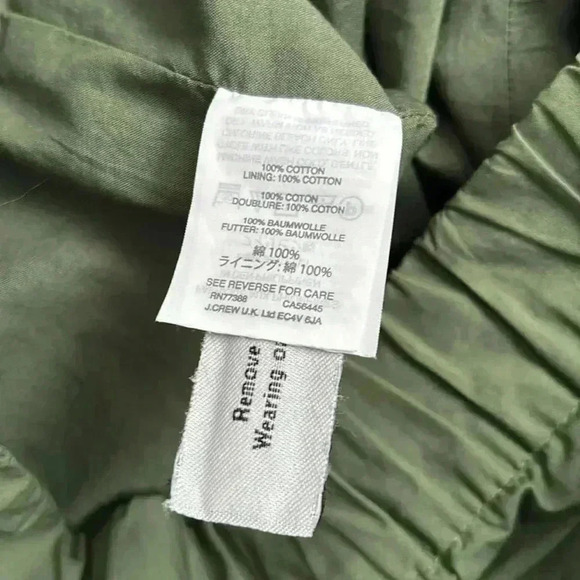 100% COTTON
LINING: 100% COTTON
100% COTON
DOUBLURE: 100% COTON
100% BAUMWOLLE
FUTTER: 100% BAUMWOLLE
綿 100%
ライニング: 綿 100%
SEE REVERSE FOR CARE
RN77388 CA56445
J.CREW U.K. Ltd EC4V 6JA
Remove
Wearing